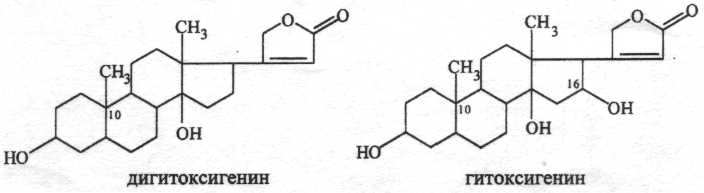 O O
CH₃
CH₃
10
OH
HO
дигитоксигенин
O O
CH₃
CH₃
16
10
OH
OH
HO
гитоксигенин